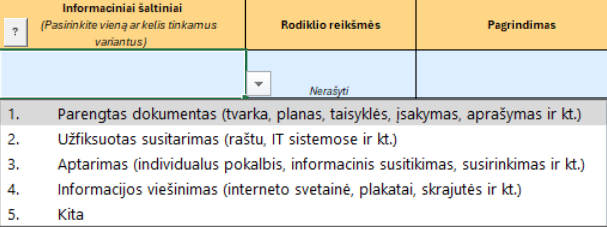 Informaciniai šaltiniai
(Pasirinkite vieną ar kelis tinkamus
variantus)
?
Rodiklio reikšmės
Pagrindimas
Nerašyti
1. Parengtas dokumentas (tvarka, planas, taisyklės, įsakymas, aprašymas ir kt.)
2. Užfiksuotas susitarimas (raštu, IT sistemose ir kt.)
3. Aptarimas (individualus pokalbis, informacinis susitikimas, susirinkimas ir kt.)
4. Informacijos viešinimas (interneto svetainė, plakatai, skrajutės ir kt.)
5. Kita